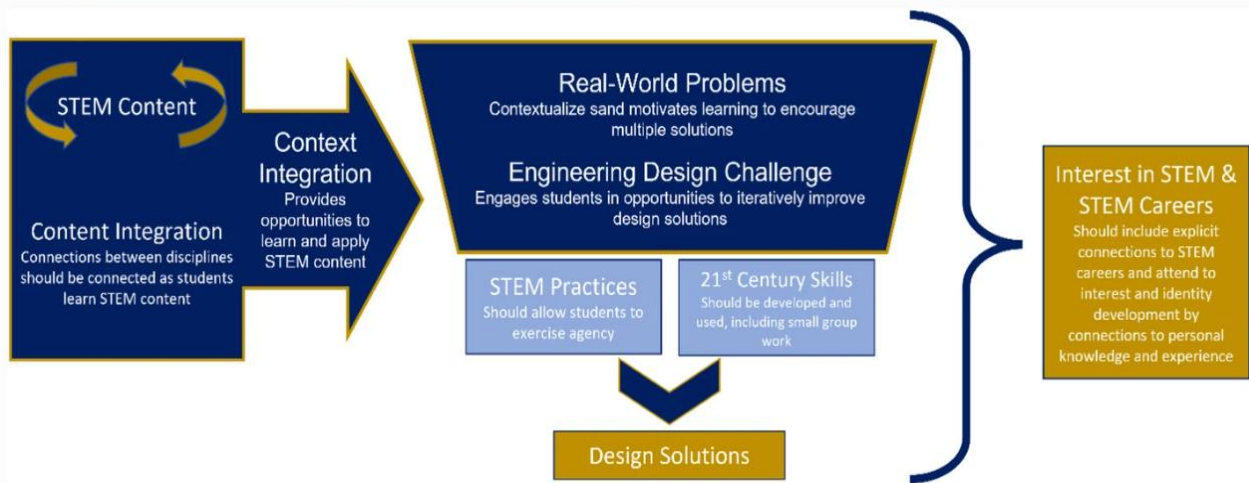 STEM Content
Content Integration
Connections between disciplines
should be connected as students
learn STEM content
Context
Integration
Provides
opportunities to
learn and apply
STEM content
Real-World Problems
Contextualize sand motivates learning to encourage
multiple solutions
Engineering Design Challenge
Engages students in opportunities to iteratively improve
design solutions
STEM Practices
Should allow students to
exercise agency
21st Century Skills
Should be developed and
used, including small group
work
Design Solutions
Interest in STEM &
STEM Careers
Should include explicit
connections to STEM
careers and attend to
interest and identity
development by
connections to personal
knowledge and experience